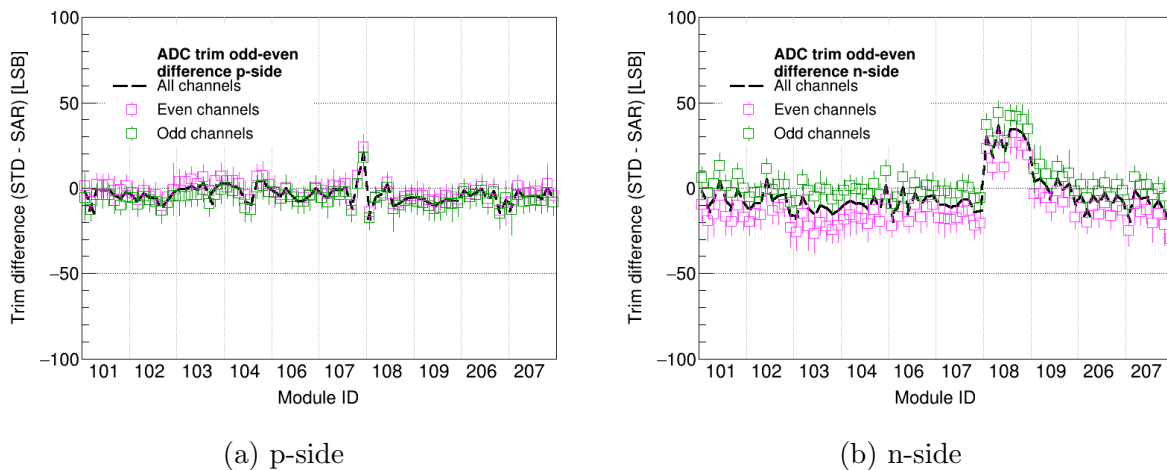 100
50
0
−50
−100
Trim difference (STD - SAR) [LSB]
ADC trim odd-even
difference p-side
All channels
Even channels
Odd channels
101 102 103 104 106 107 108 109 206 207
Module ID
(a) p-side
100
50
0
−50
−100
Trim difference (STD - SAR) [LSB]
ADC trim odd-even
difference n-side
All channels
Even channels
Odd channels
101 102 103 104 106 107 108 109 206 207
Module ID
(b) n-side